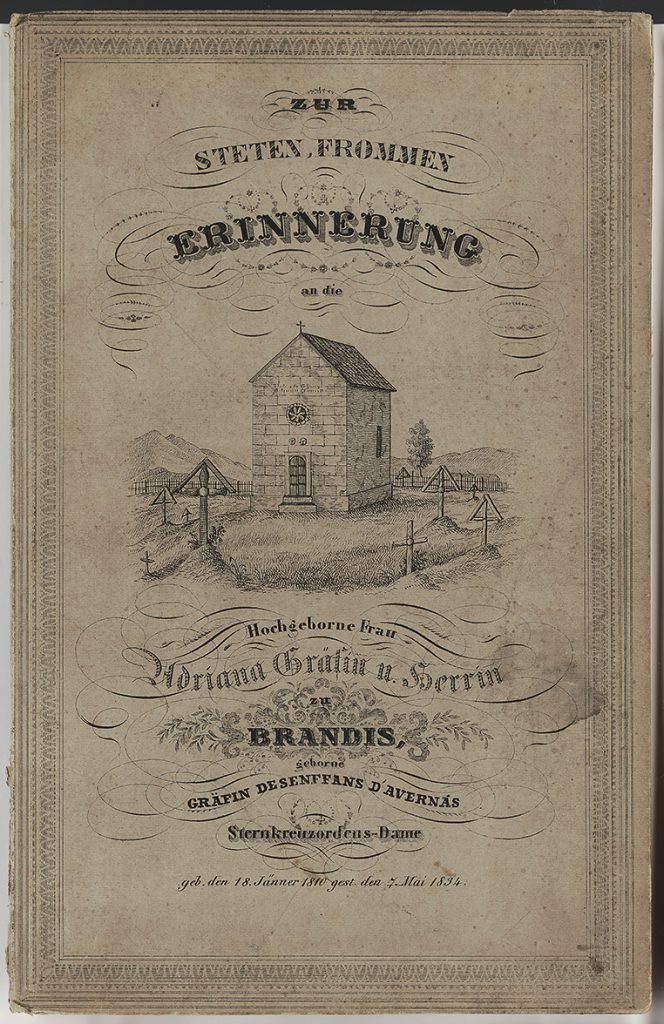 ZUR
STETEN, FROMMEN
ERINNERUNG
an die
Hochgeborne Frau
Adriana Gräfin u. Herrin
zu
BRANDIS,
geborne
GRÄFIN DESENFFANS D'AVERNÁS
Sternkreuzordens-Dame
geb. den 18. Jänner 1810 gest. den 7. Mai 1834.